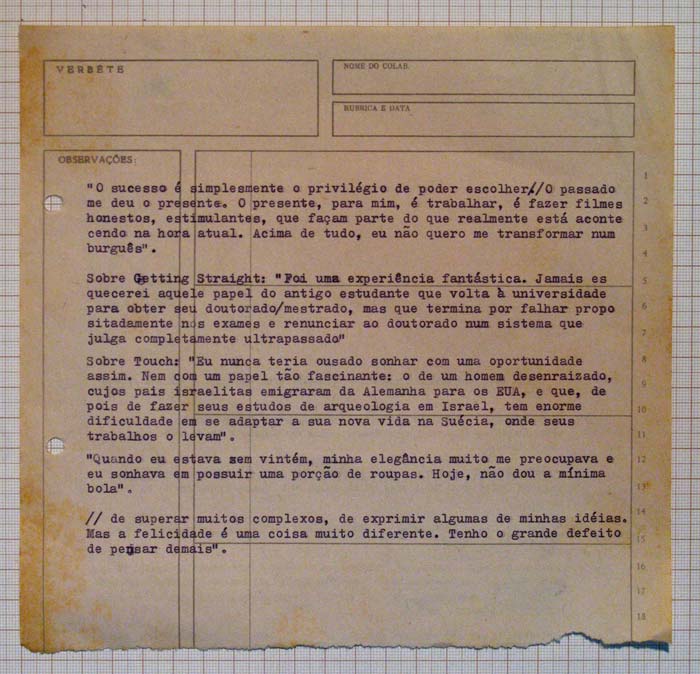 VERBÊTE
NOME DO COLAB.
RUBRICA E DATA
OBSERVAÇÕES:
"O sucesso é simplesmente o privilégio de poder escolher.//O passado
me deu o presente. O presente, para mim, é trabalhar, é fazer filmes
honestos, estimulantes, que façam parte do que realmente está aconte
cendo na hora atual. Acima de tudo, eu não quero me transformar num
burguês".
Sobre Getting Straight: "Foi uma experiência fantástica. Jamais es
quecerei aquele papel do antigo estudante que volta à universidade
para obter seu doutorado/mestrado, mas que termina por falhar propo
sitadamente nos exames e renunciar ao doutorado num sistema que
julga completamente ultrapassado"
Sobre Touch: "Eu nunca teria ousado sonhar com uma oportunidade
assim. Nem com um papel tão fascinante: o de um homem desenraizado,
cujos pais israelitas emigraram da Alemanha para os EUA, e que, de
pois de fazer seus estudos de arqueologia em Israel, tem enorme
dificuldade em se adaptar a sua nova vida na Suécia, onde seus
trabalhos o levam".
"Quando eu estava sem vintém, minha elegância muito me preocupava e
eu sonhava em possuir uma porção de roupas. Hoje, não dou a mínima
bola".
// de superar muitos complexos, de exprimir algumas de minhas idéias.
Mas a felicidade é uma coisa muito diferente. Tenho o grande defeito
de pensar demais".
1
2
3
4
5
6
7
8
9
10
11
12
13
14
15
16
17
18